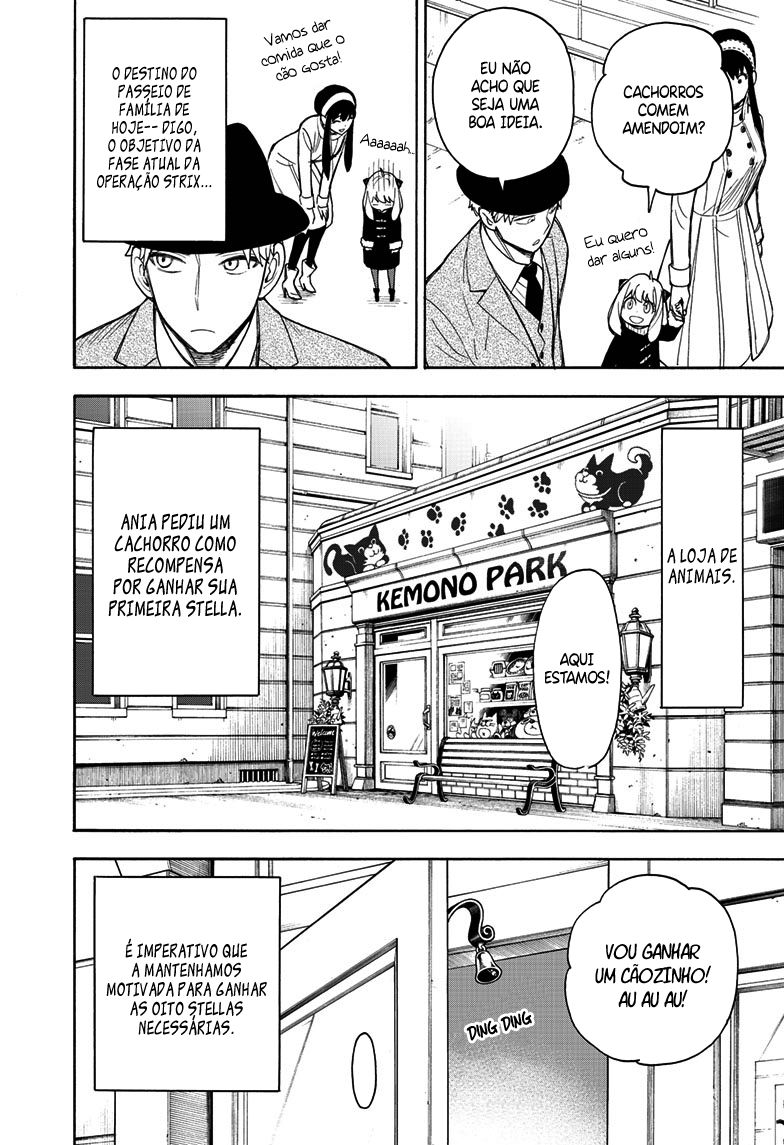 CACHORROS
COMEM
AMENDOIM?
EU NÃO
ACHO QUE
SEJA UMA
BOA IDEIA.
Eu quero
dar alguns!
Vamos dar
comida que o
cão gosta!
Aaaaaah...
O DESTINO DO
PASSEIO DE
FAMÍLIA DE
HOJE-- DIGO,
O OBJETIVO DA
FASE ATUAL DA
OPERAÇÃO STRIX...
A LOJA DE
ANIMAIS.
KEMONO PARK
AQUI
ESTAMOS!
Welcome
ANIA PEDIU UM
CACHORRO COMO
RECOMPENSA
POR GANHAR SUA
PRIMEIRA STELLA.
VOU GANHAR
UM CÃOZINHO!
AU AU AU!
DING DING
É IMPERATIVO QUE
A MANTENHAMOS
MOTIVADA PARA GANHAR
AS OITO STELLAS
NECESSÁRIAS.